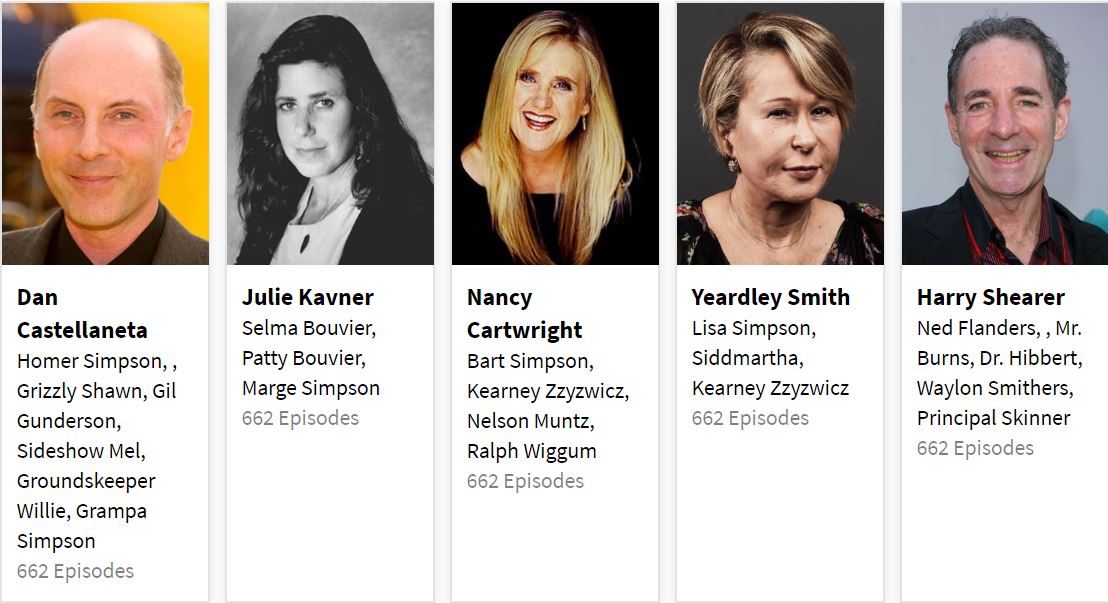 Dan
Castellaneta
Homer Simpson, ,
Grizzly Shawn, Gil
Gunderson,
Sideshow Mel,
Groundskeeper
Willie, Grampa
Simpson
662 Episodes
Julie Kavner
Selma Bouvier,
Patty Bouvier,
Marge Simpson
662 Episodes
Nancy
Cartwright
Bart Simpson,
Kearney Zzyzwicz,
Nelson Muntz,
Ralph Wiggum
662 Episodes
Yeardley Smith
Lisa Simpson,
Siddmartha,
Kearney Zzyzwicz
662 Episodes
Harry Shearer
Ned Flanders, , Mr.
Burns, Dr. Hibbert,
Waylon Smithers,
Principal Skinner
662 Episodes